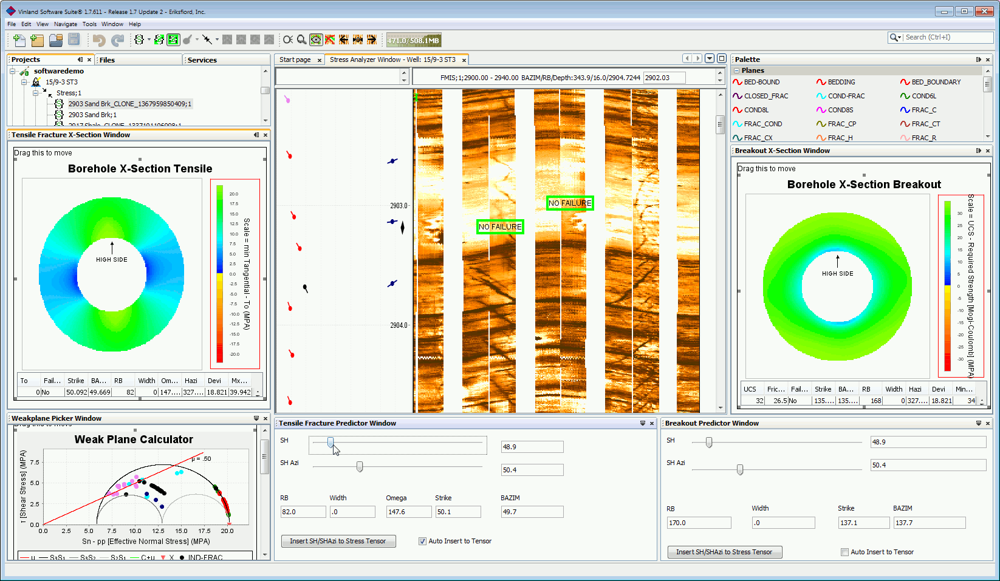 Vinland Software Suite® 1.7.611 - Release 1.7 Update 2 - Eriksfiord, Inc.
File Edit View Navigate Tools Window Help
471.0/508.1MB
Search (Ctrl+I)
Projects
Files
Services
softwaredemo
15/9-3 ST3
Stress;1
2903 Sand Brk_CLONE_1367959850409;1
2903 Sand Brk;1
Tensile Fracture X-Section Window
Drag this to move
Borehole X-Section Tensile
HIGH SIDE
20.0
17.5
15.0
12.5
10.0
7.5
5.0
2.5
0.0
-2.5
-5.0
-7.5
-10.0
-12.5
-15.0
-17.5
-20.0
Scale = min Tangential - To (MPA)
To Fail... Strike BA... RB Width Om... Hazi Devi Mx...
0 No 50.092 49.669 82 0 147.... 327.... 18.821 39.942
Weakplane Picker Window
Drag this to move
Weak Plane Calculator
τ [Shear Stress] (MPA)
7.5
5.0
2.5
0.0
μ = .50
0.0 2.5 5.0 7.5 10.0 12.5 15.0 17.5 20.0
Sn - pp [Effective Normal Stress] (MPA)
μ S3S1 S3S2 S2S1 C+μ X IND-FRAC
Start page
Stress Analyzer Window - Well: 15/9-3 ST3
FMIS;1;2900.00 - 2940.00 BAZIM/RB/Depth:343.9/16.0/2904.7244 2902.03
2903.0
2904.0
NO FAILURE
NO FAILURE
Tensile Fracture Predictor Window
SH
48.9
SH Azi
50.4
RB Width Omega Strike BAZIM
82.0 .0 147.6 50.1 49.7
Insert SH/SHAzi to Stress Tensor
Auto Insert to Tensor
Palette
Planes
BED-BOUND BEDDING BED_BOUNDARY
CLOSED_FRAC COND-FRAC COND6L
COND8L COND8S FRAC_C
FRAC_COND FRAC_CP FRAC_CT
FRAC_CX FRAC_H FRAC_R
Breakout X-Section Window
Drag this to move
Borehole X-Section Breakout
HIGH SIDE
30
25
20
15
10
5
0
-5
-10
-15
-20
-25
-30
Scale = UCS - Required Strength [Mogi-Coulomb] (MPA)
UCS Fric... Fail... Strike BA... RB Width Hazi Devi Min...
32 26.5 No 135.... 135.... 168 0 327.... 18.821 34
Breakout Predictor Window
SH
48.9
SH Azi
50.4
RB Width Strike BAZIM
170.0 .0 137.1 137.7
Insert SH/SHAzi to Stress Tensor
Auto Insert to Tensor